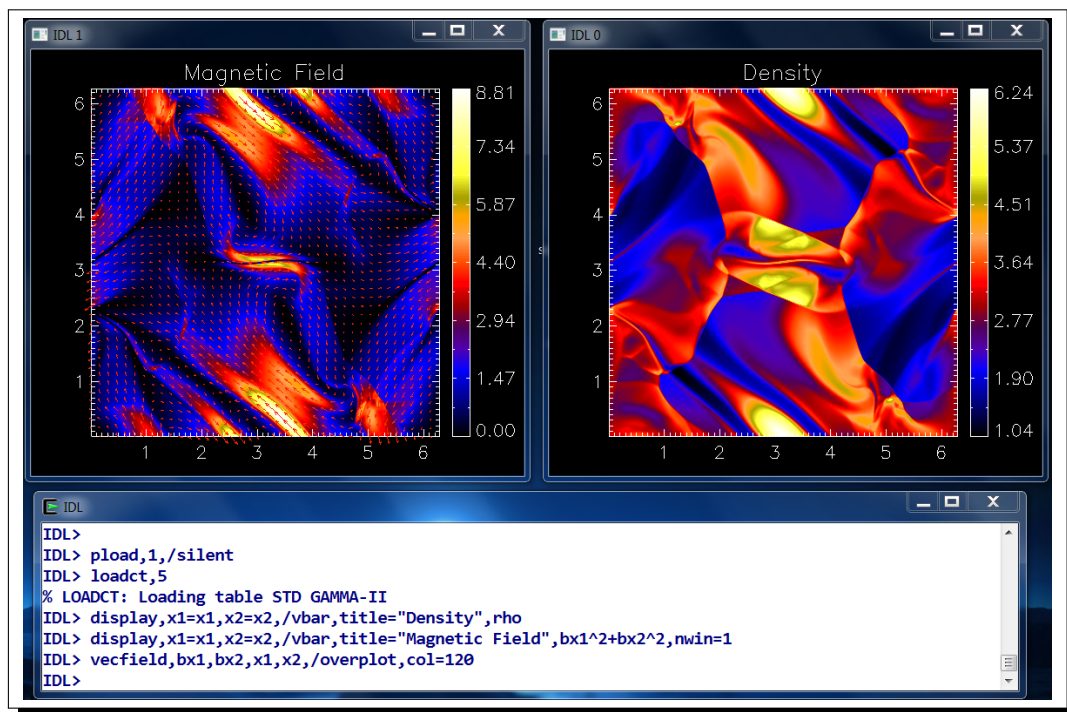 IDL 1
Magnetic Field
6
5
4
3
2
1
1 2 3 4 5 6
8.81
7.34
5.87
4.40
2.94
1.47
0.00
IDL 0
Density
6
5
4
3
2
1
1 2 3 4 5 6
6.24
5.37
4.51
3.64
2.77
1.90
1.04
s
IDL
IDL>
IDL> pload,1,/silent
IDL> loadct,5
% LOADCT: Loading table STD GAMMA-II
IDL> display,x1=x1,x2=x2,/vbar,title="Density",rho
IDL> display,x1=x1,x2=x2,/vbar,title="Magnetic Field",bx1^2+bx2^2,nwin=1
IDL> vecfield,bx1,bx2,x1,x2,/overplot,col=120
IDL>